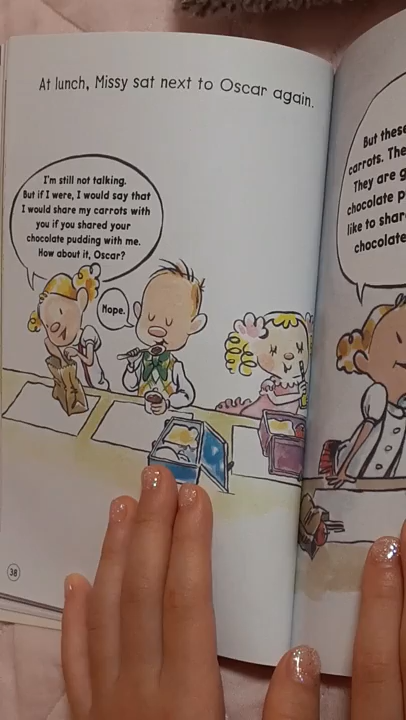 At lunch, Missy sat next to Oscar again.
I'm still not talking.
But if I were, I would say that
I would share my carrots with
you if you shared your
chocolate pudding with me.
How about it, Oscar?
Nope.
38
But these
carrots. The
They are g
chocolate p
like to shar
chocolate